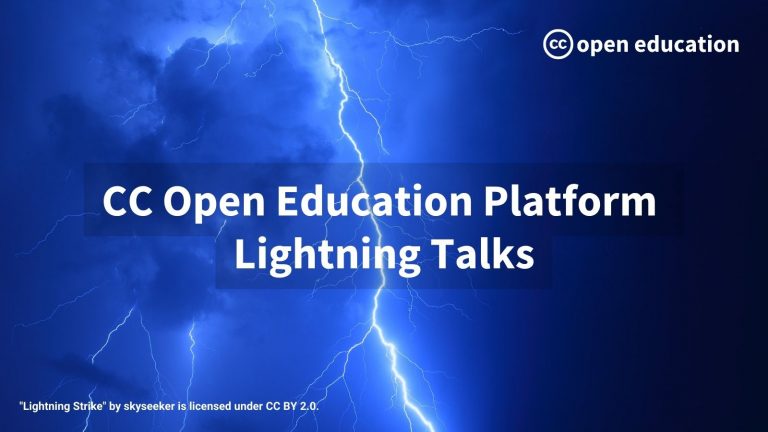 cc open education
CC Open Education Platform
Lightning Talks
"Lightning Strike" by skyseeker is licensed under CC BY 2.0.